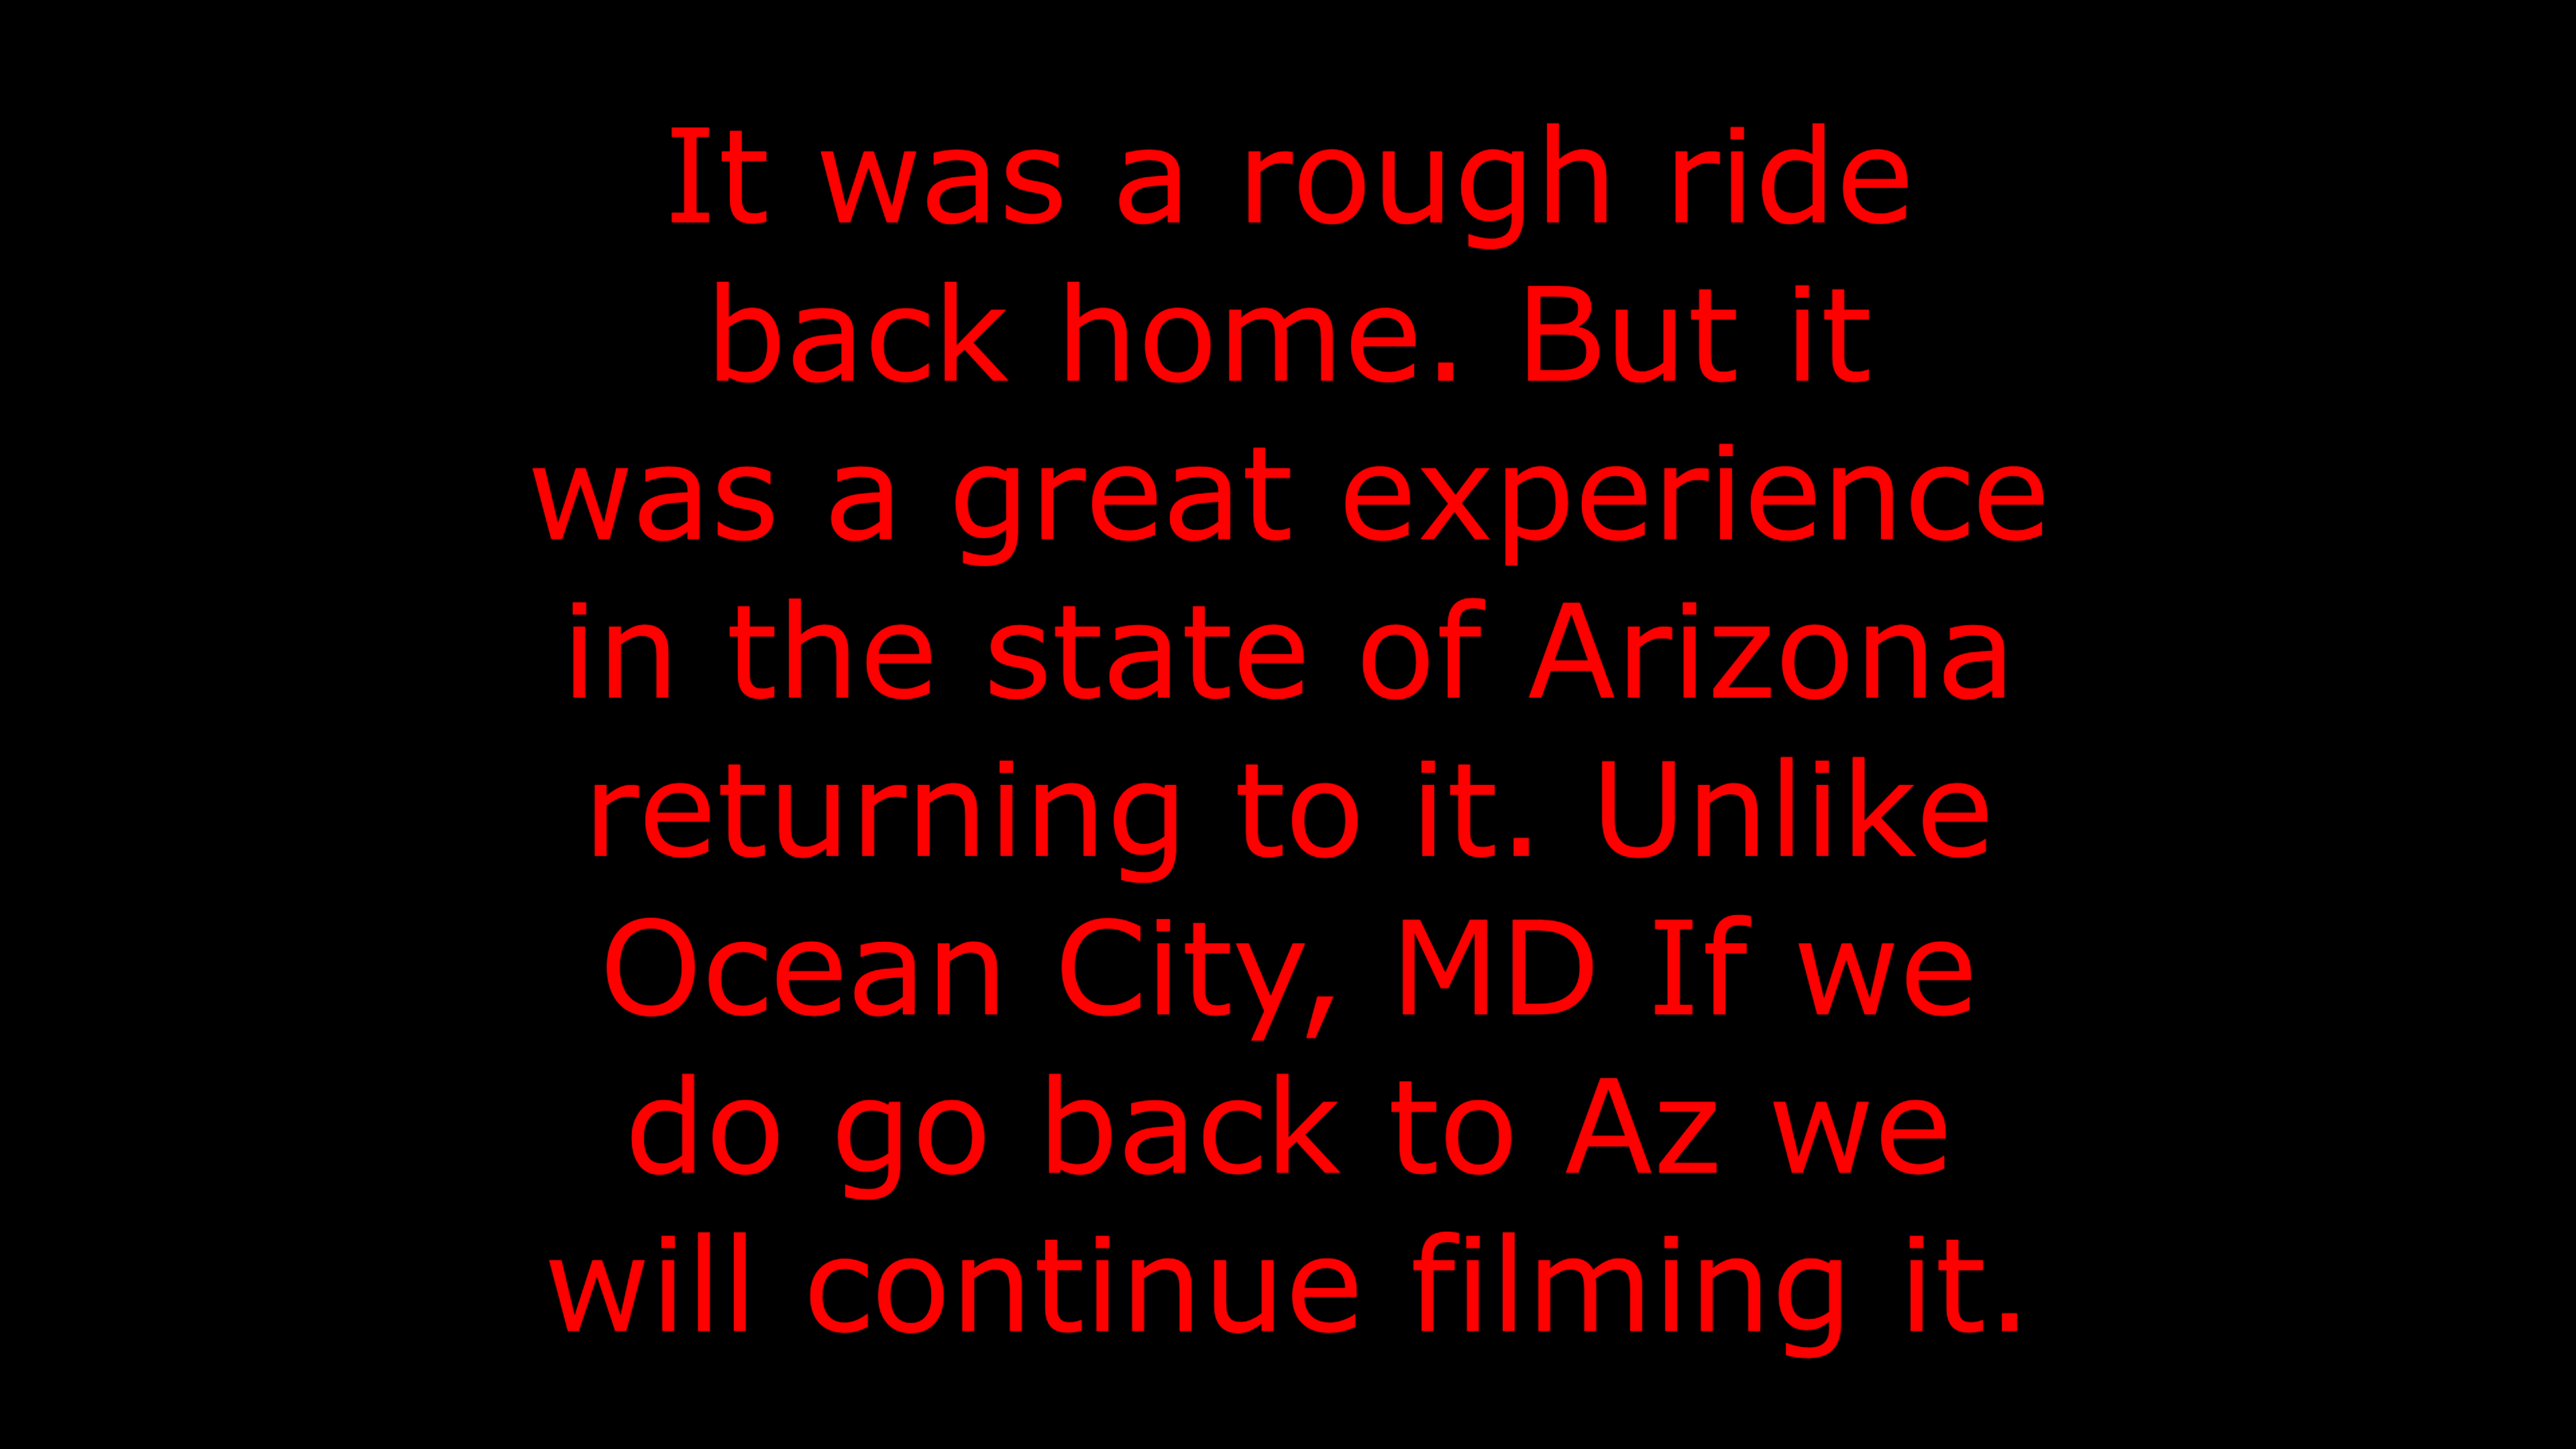 It was a rough ride
back home. But it
was a great experience
in the state of Arizona
returning to it. Unlike
Ocean City, MD If we
do go back to Az we
will continue filming it.